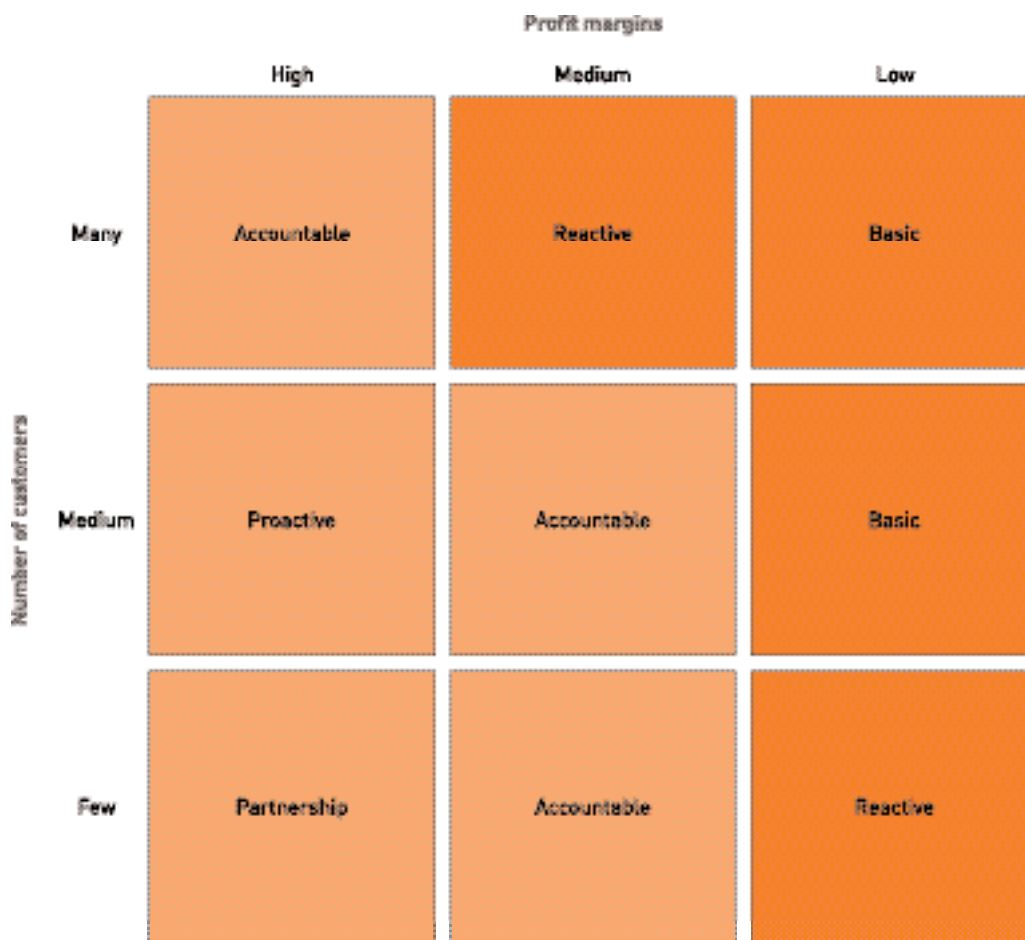 Profit margins
High Medium Low
Many Accountable Reactive Basic
Number of customers
Medium Proactive Accountable Basic
Few Partnership Accountable Reactive